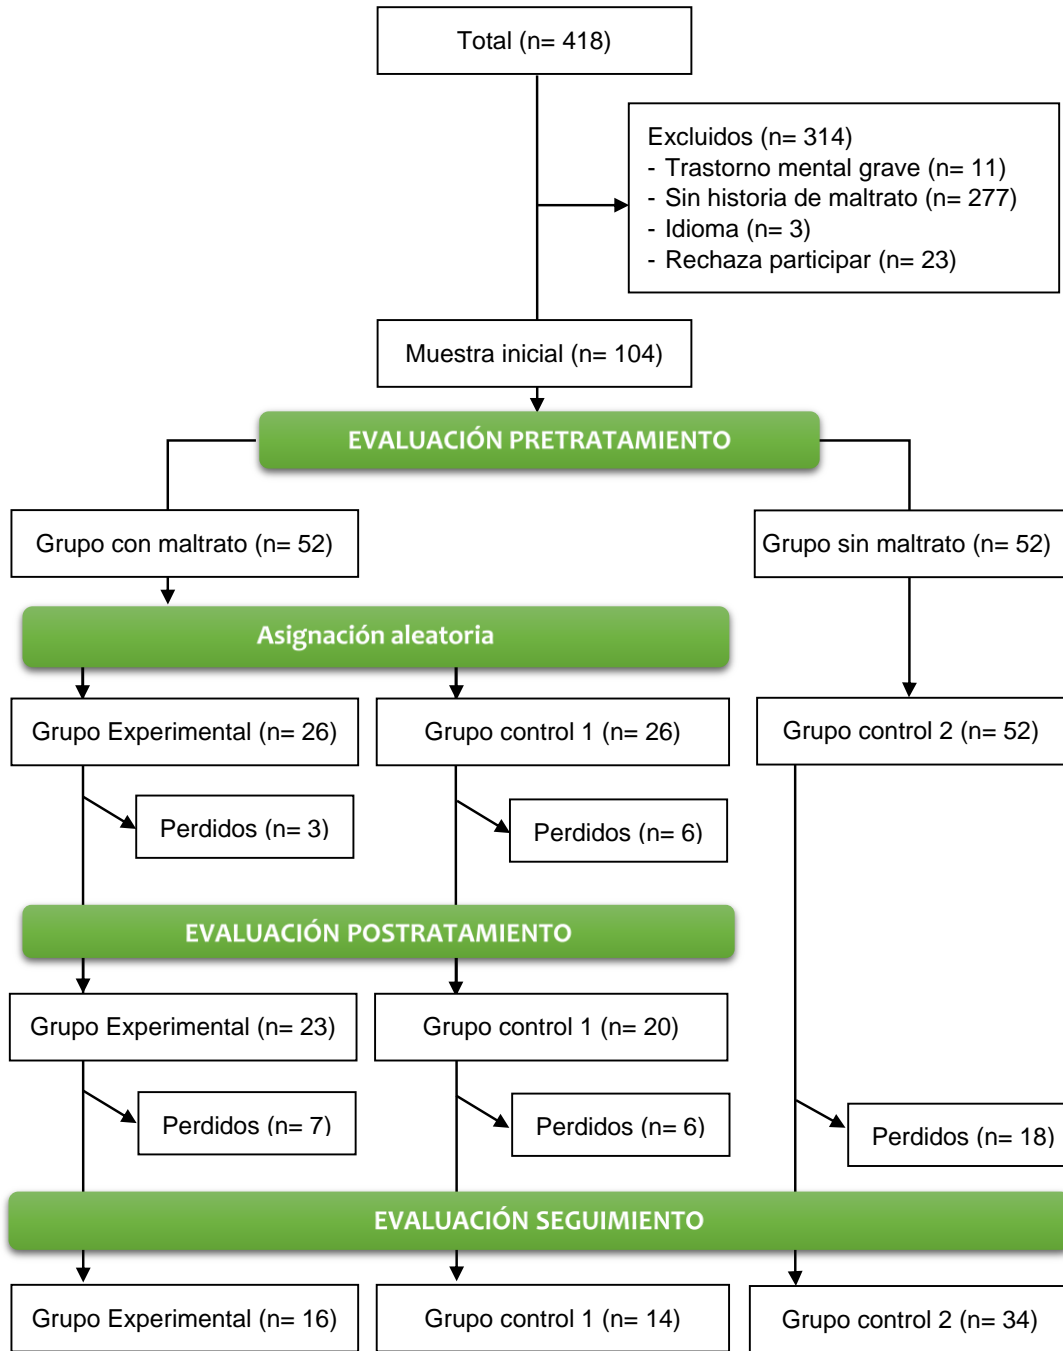 Total (n= 418)
Excluidos (n= 314)
- Trastorno mental grave (n= 11)
- Sin historia de maltrato (n= 277)
- Idioma (n= 3)
- Rechaza participar (n= 23)
Muestra inicial (n= 104)
EVALUACIÓN PRETRATAMIENTO
Grupo con maltrato (n= 52)
Grupo sin maltrato (n= 52)
Asignación aleatoria
Grupo Experimental (n= 26)
Grupo control 1 (n= 26)
Grupo control 2 (n= 52)
Perdidos (n= 3)
Perdidos (n= 6)
EVALUACIÓN POSTRATAMIENTO
Grupo Experimental (n= 23)
Grupo control 1 (n= 20)
Perdidos (n= 7)
Perdidos (n= 6)
Perdidos (n= 18)
EVALUACIÓN SEGUIMIENTO
Grupo Experimental (n= 16)
Grupo control 1 (n= 14)
Grupo control 2 (n= 34)